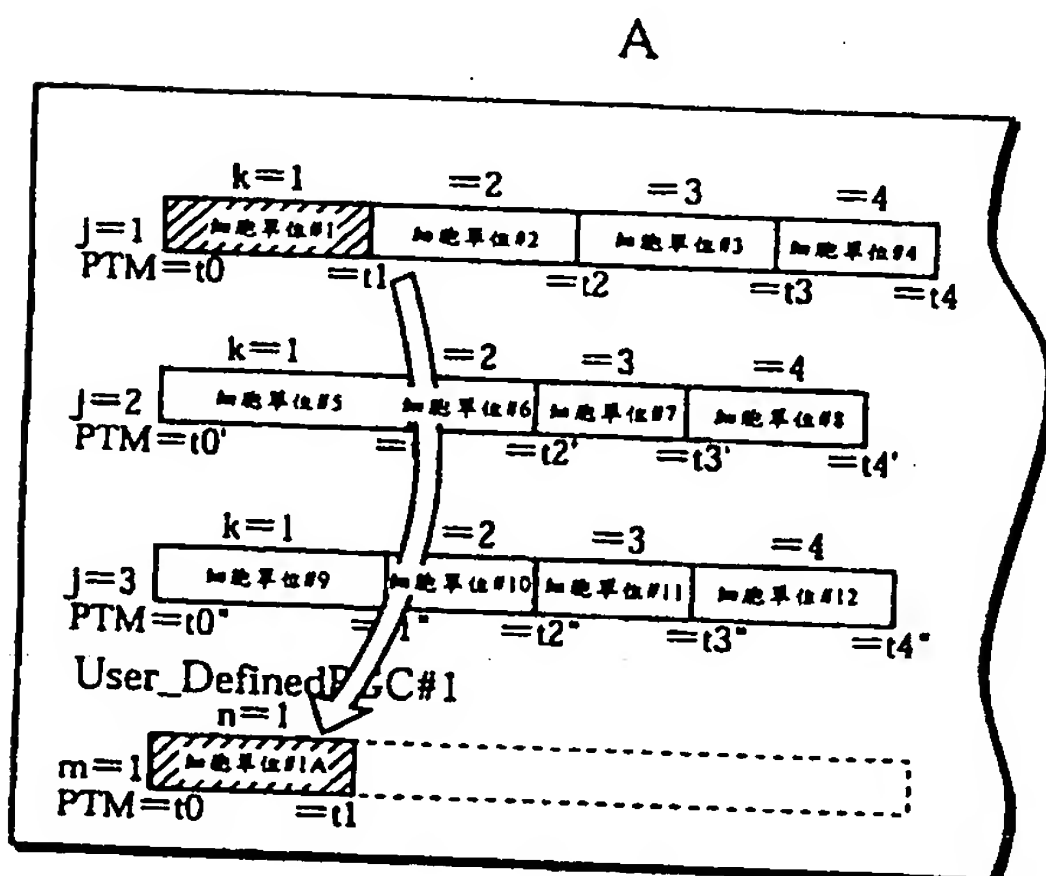 A
k=1 =2 =3 =4
j=1 細胞單位#1 細胞單位#2 細胞單位#3 細胞單位#4
PTM=t0 =t1 =t2 =t3 =t4
k=1 =2 =3 =4
j=2 細胞單位#5 細胞單位#6 細胞單位#7 細胞單位#8
PTM=t0' = =t2' =t3' =t4'
k=1 =2 =3 =4
j=3 細胞單位#9 細胞單位#10 細胞單位#11 細胞單位#12
PTM=t0" = 1" =t2" =t3" =t4"
User_DefinedPGC#1
n=1
m=1 細胞單位#1A
PTM=t0 =t1